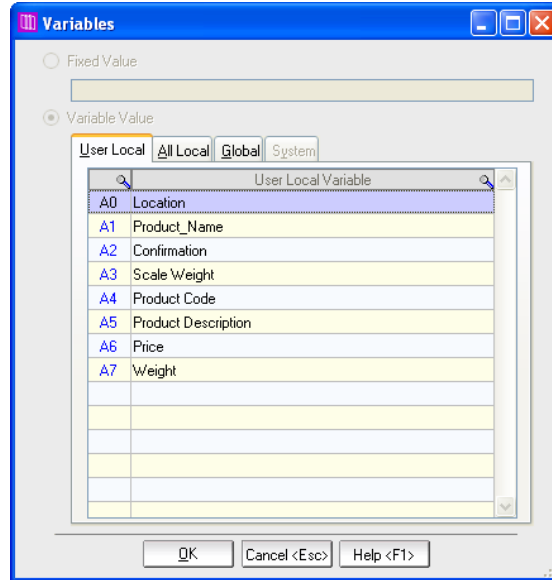 Variables
Fixed Value
Variable Value
User Local All Local Global System
User Local Variable
A0 Location
A1 Product_Name
A2 Confirmation
A3 Scale Weight
A4 Product Code
A5 Product Description
A6 Price
A7 Weight
OK Cancel <Esc> Help <F1>